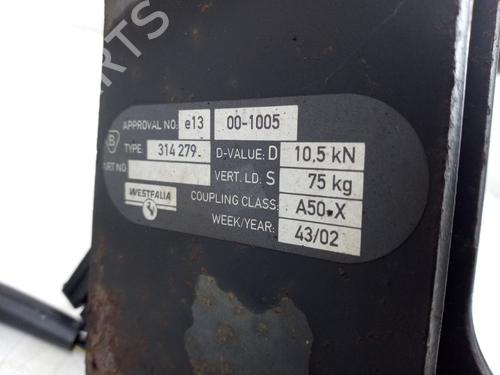 PARTS
APPROVAL NO: e13 00-1005
TYPE: 314 279. D-VALUE: D 10,5 kN
ART NO VERT. LD. S 75 kg
WESTFALIA COUPLING CLASS: A50-X
WEEK/YEAR: 43/02